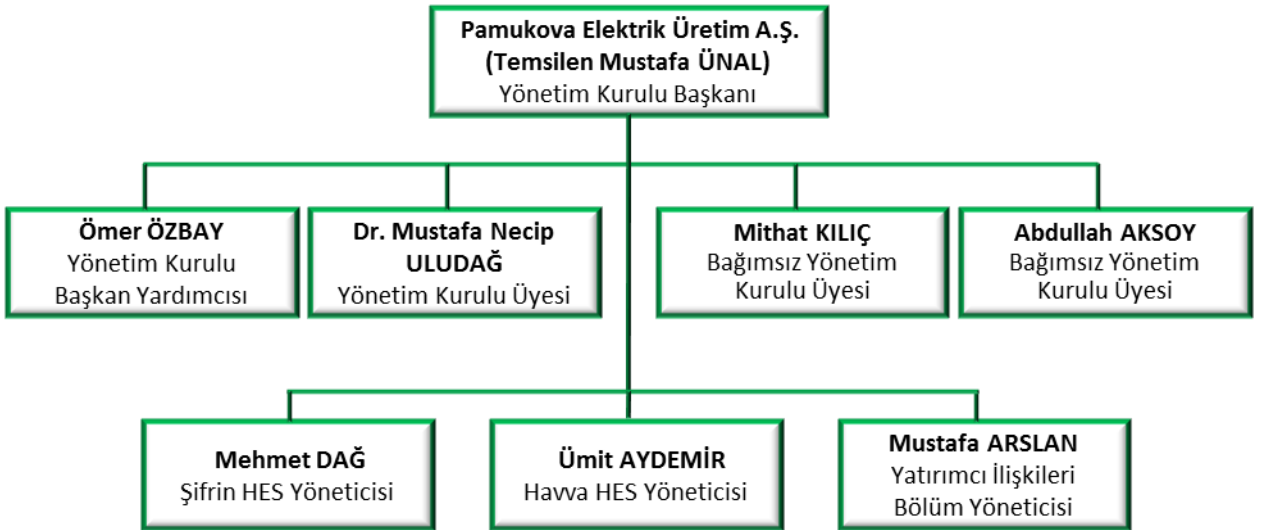 Pamukova Elektrik Üretim A.Ş.
(Temsilen Mustafa ÜNAL)
Yönetim Kurulu Başkanı
Ömer ÖZBAY
Yönetim Kurulu
Başkan Yardımcısı
Dr. Mustafa Necip
ULUDAĞ
Yönetim Kurulu Üyesi
Mithat KILIÇ
Bağımsız Yönetim
Kurulu Üyesi
Abdullah AKSOY
Bağımsız Yönetim
Kurulu Üyesi
Mehmet DAĞ
Şifrin HES Yöneticisi
Ümit AYDEMİR
Havva HES Yöneticisi
Mustafa ARSLAN
Yatırımcı İlişkileri
Bölüm Yöneticisi